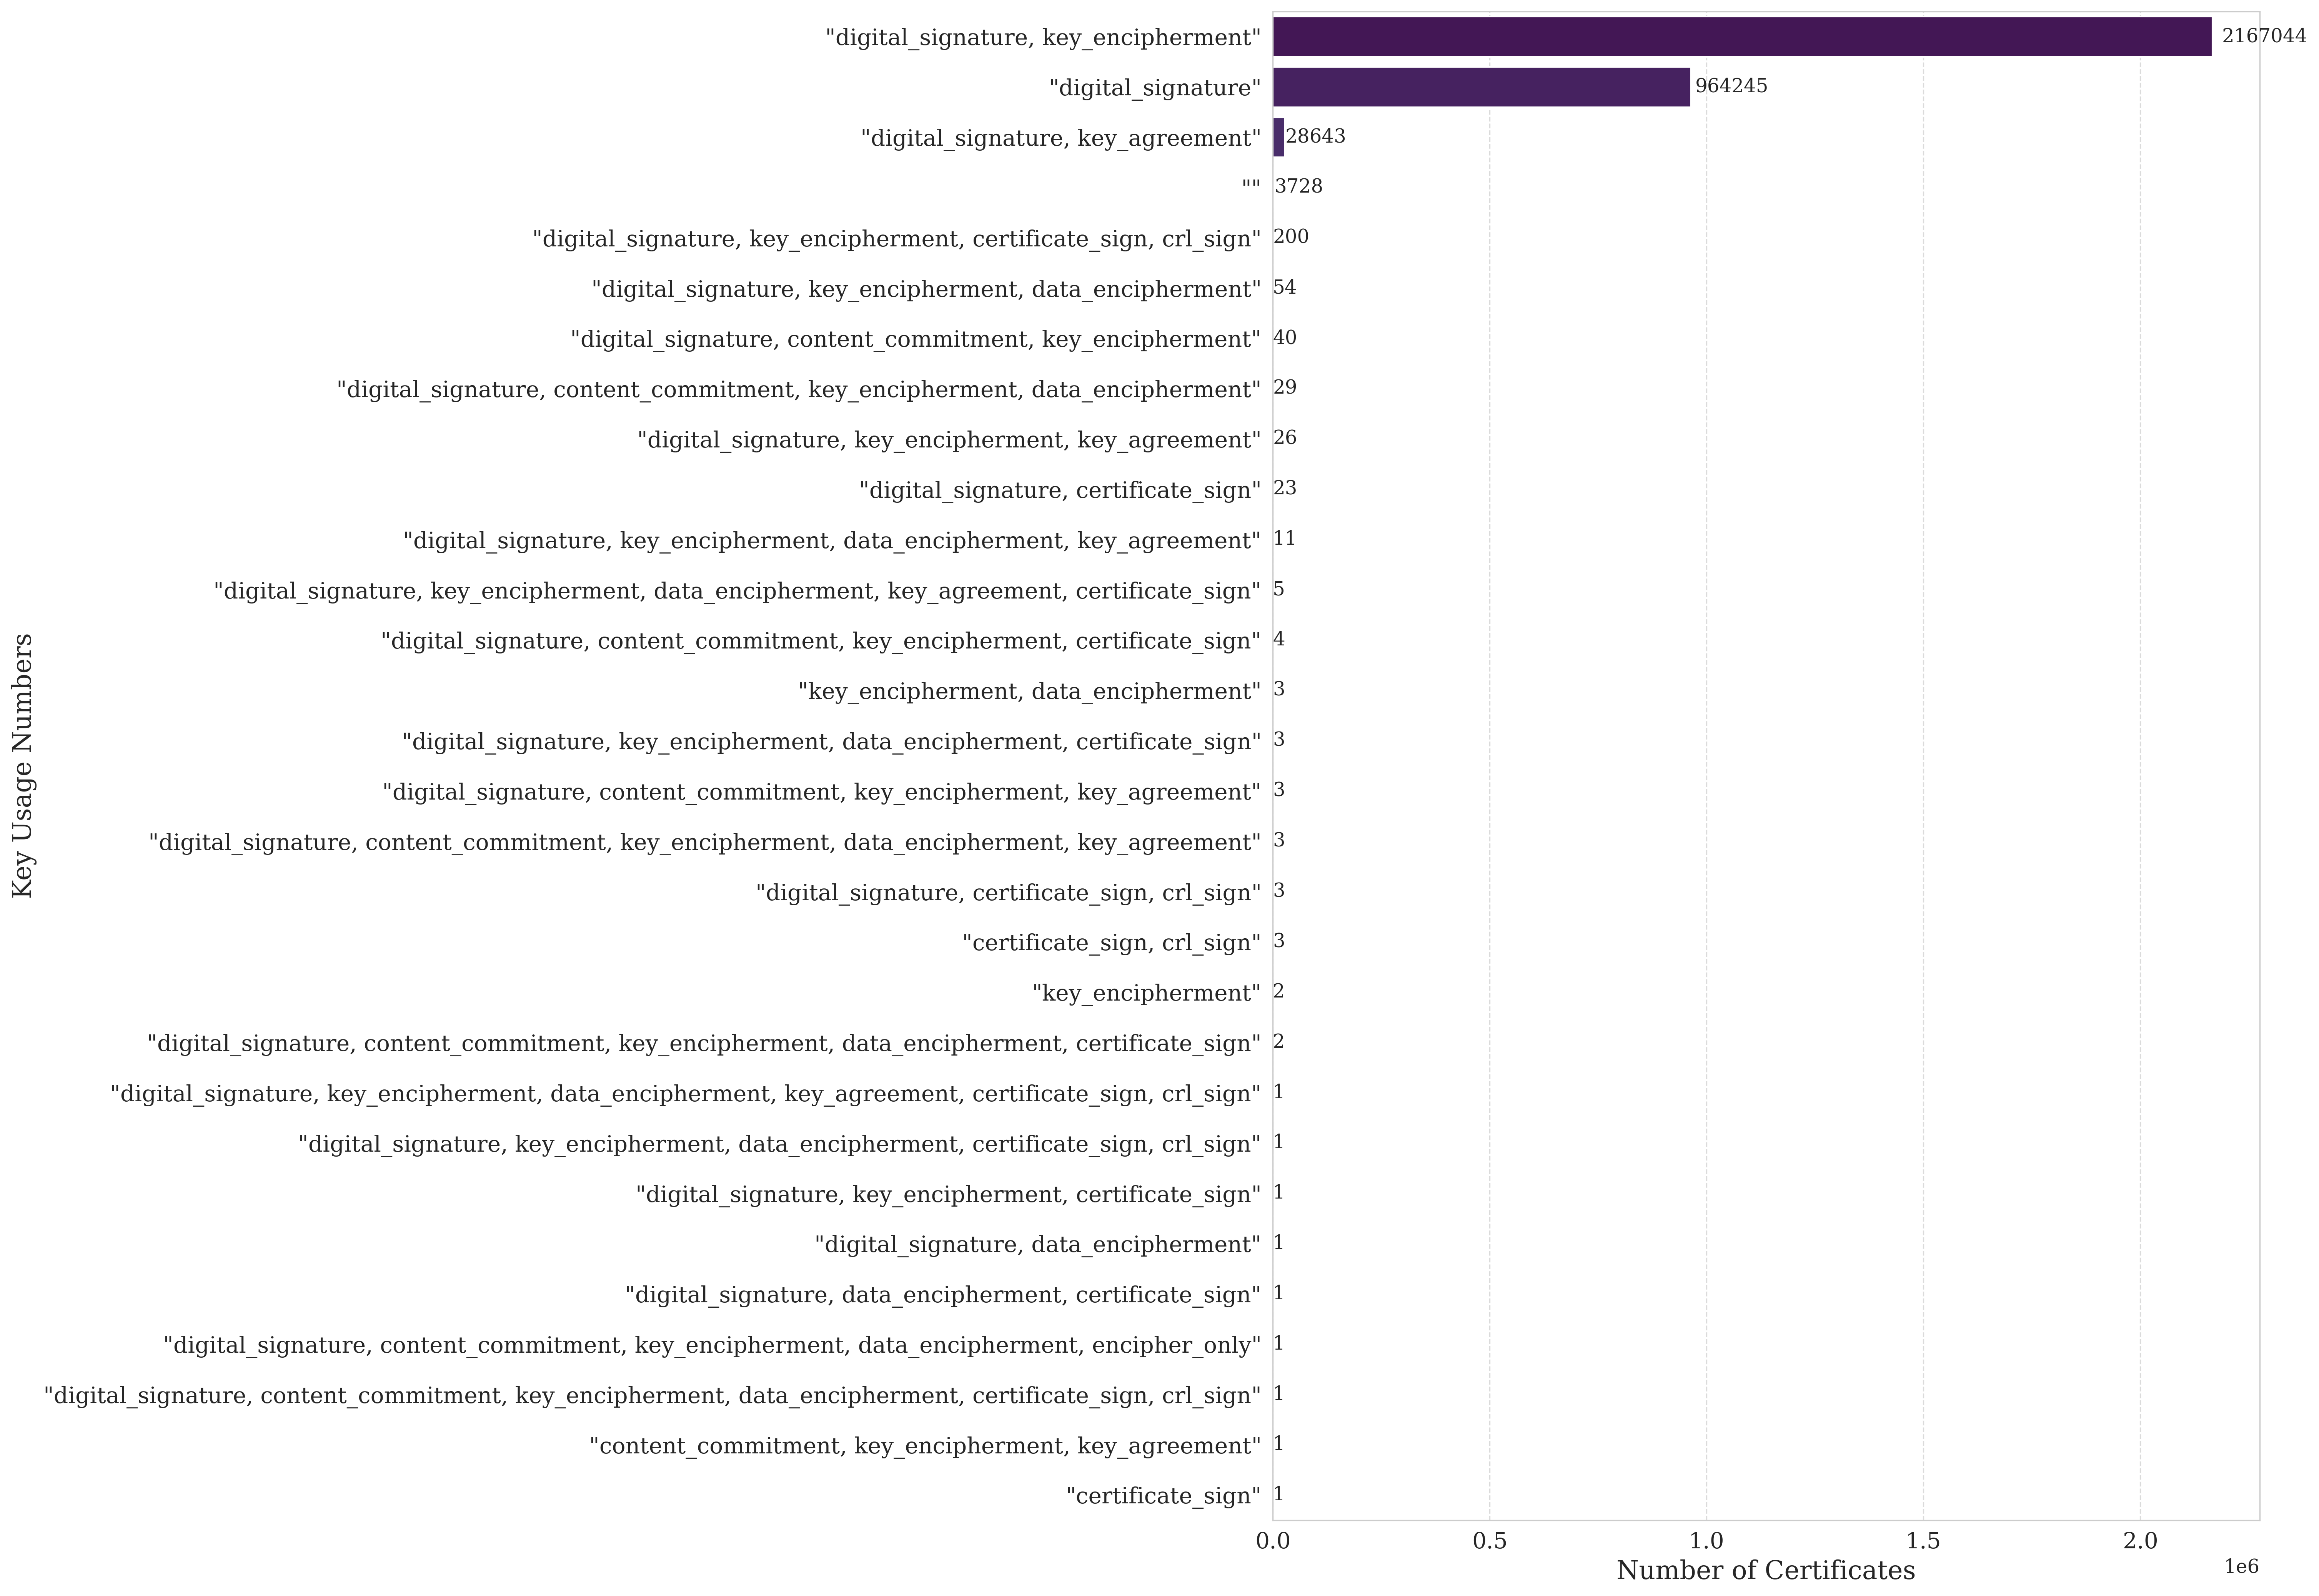 "digital_signature, key_encipherment" 2167044
"digital_signature" 964245
"digital_signature, key_agreement" 28643
"" 3728
"digital_signature, key_encipherment, certificate_sign, crl_sign" 200
"digital_signature, key_encipherment, data_encipherment" 54
"digital_signature, content_commitment, key_encipherment" 40
"digital_signature, content_commitment, key_encipherment, data_encipherment" 29
"digital_signature, key_encipherment, key_agreement" 26
"digital_signature, certificate_sign" 23
"digital_signature, key_encipherment, data_encipherment, key_agreement" 11
"digital_signature, key_encipherment, data_encipherment, key_agreement, certificate_sign" 5
"digital_signature, content_commitment, key_encipherment, certificate_sign" 4
"key_encipherment, data_encipherment" 3
"digital_signature, key_encipherment, data_encipherment, certificate_sign" 3
"digital_signature, content_commitment, key_encipherment, key_agreement" 3
"digital_signature, content_commitment, key_encipherment, data_encipherment, key_agreement" 3
"digital_signature, certificate_sign, crl_sign" 3
"certificate_sign, crl_sign" 3
"key_encipherment" 2
"digital_signature, content_commitment, key_encipherment, data_encipherment, certificate_sign" 2
"digital_signature, key_encipherment, data_encipherment, key_agreement, certificate_sign, crl_sign" 1
"digital_signature, key_encipherment, data_encipherment, certificate_sign, crl_sign" 1
"digital_signature, key_encipherment, certificate_sign" 1
"digital_signature, data_encipherment" 1
"digital_signature, data_encipherment, certificate_sign" 1
"digital_signature, content_commitment, key_encipherment, data_encipherment, encipher_only" 1
"digital_signature, content_commitment, key_encipherment, data_encipherment, certificate_sign, crl_sign" 1
"content_commitment, key_encipherment, key_agreement" 1
"certificate_sign" 1
Key Usage Numbers
0.0 0.5 1.0 1.5 2.0
1e6
Number of Certificates